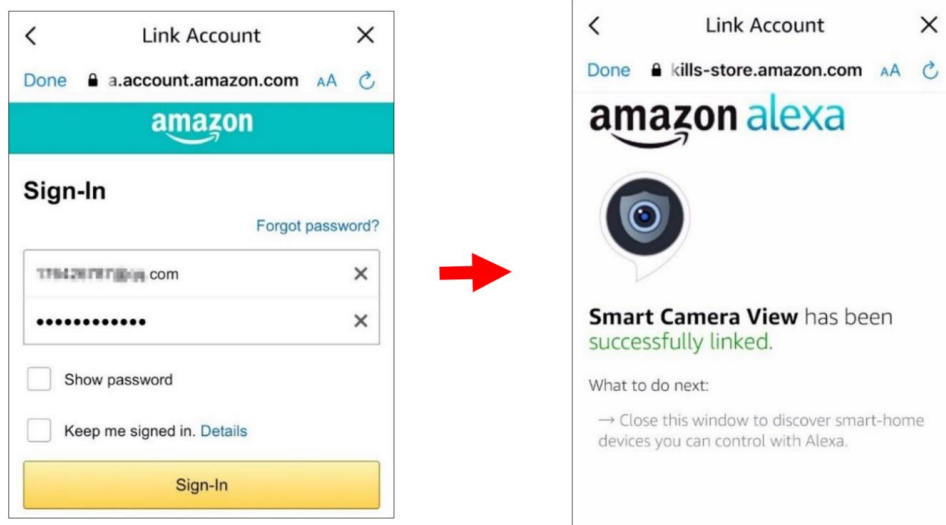 Link Account
Done a.account.amazon.com AA
amazon
Sign-In
Forgot password?
.com
Show password
Keep me signed in. Details
Sign-In
Link Account
Done kills-store.amazon.com AA
amazon alexa
Smart Camera View has been
successfully linked.
What to do next:
→ Close this window to discover smart-home
devices you can control with Alexa.